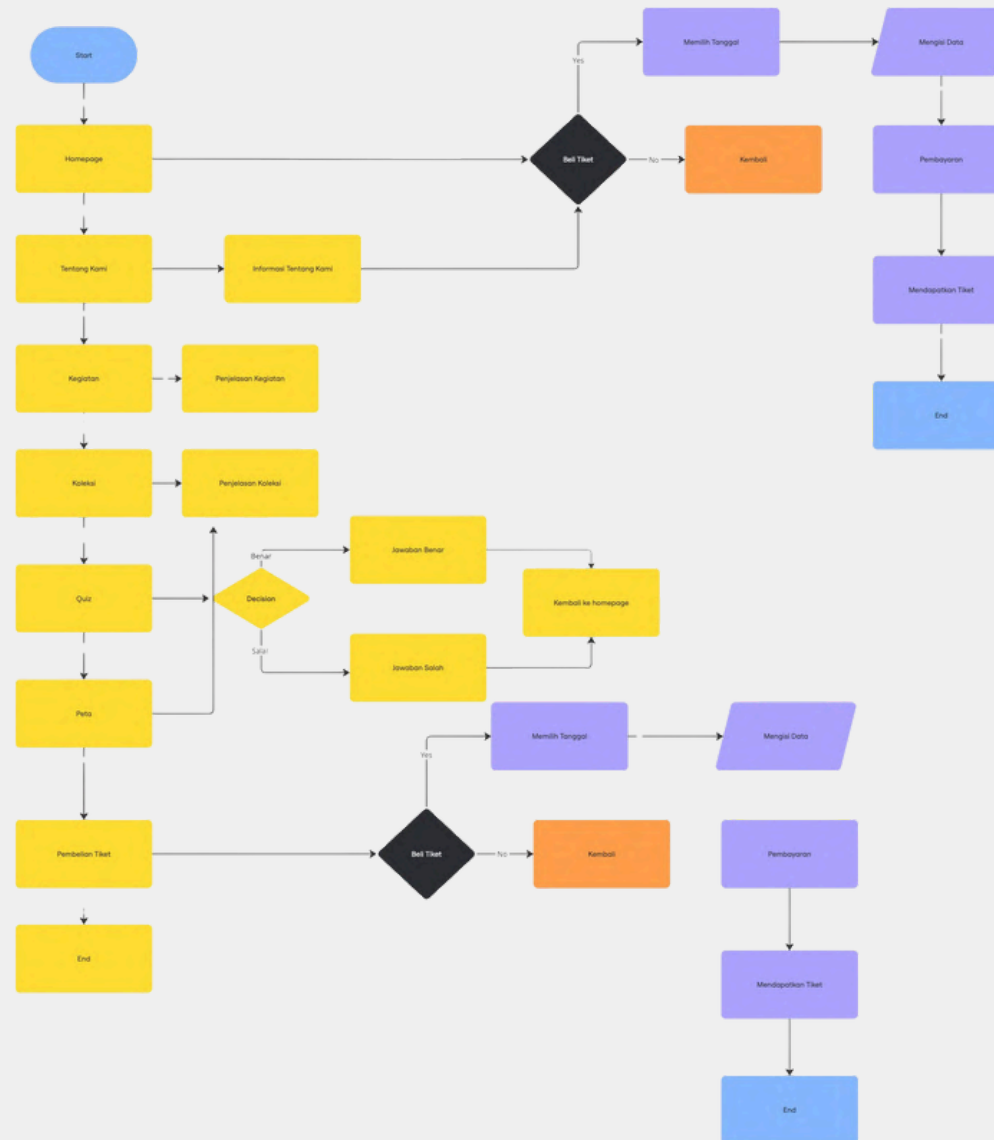 Start
Memilih Tanggal
Mengisi Data
Yes
Homepage
Beli Tiket
No
Kembali
Pembayaran
Tentang Kami
Informasi Tentang Kami
Mendapatkan Tiket
Kegiatan
Penjelasan Kegiatan
End
Koleksi
Penjelasan Koleksi
Benar
Jawaban Benar
Quiz
Decision
Kembali ke homepage
Salah
Jawaban Salah
Peta
Memilih Tanggal
Mengisi Data
Yes
Pembelian Tiket
Beli Tiket
No
Kembali
Pembayaran
End
Mendapatkan Tiket
End